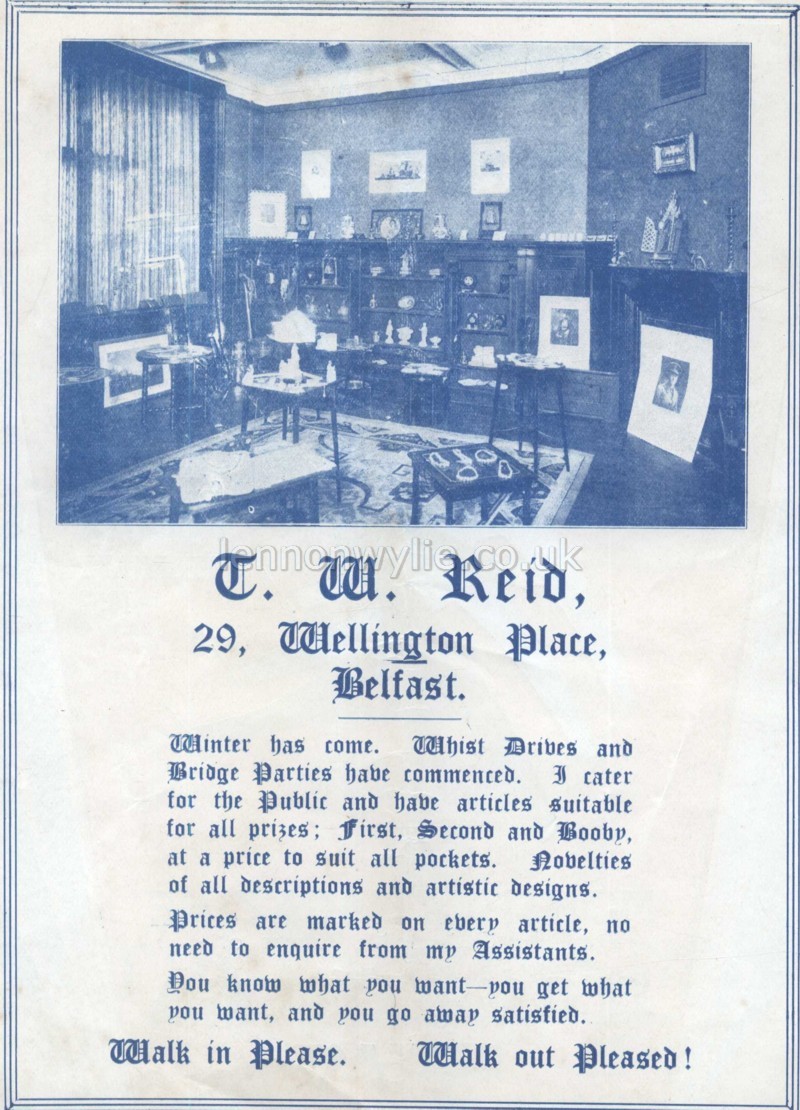 lennonwylie.co.uk
T. W. Reid,
29, Wellington Place,
Belfast.
Winter has come. Whist Drives and
Bridge Parties have commenced. I cater
for the Public and have articles suitable
for all prizes; First, Second and Booby,
at a price to suit all pockets. Novelties
of all descriptions and artistic designs.
Prices are marked on every article, no
need to enquire from my Assistants.
You know what you want—you get what
you want, and you go away satisfied.
Walk in Please. Walk out Pleased!